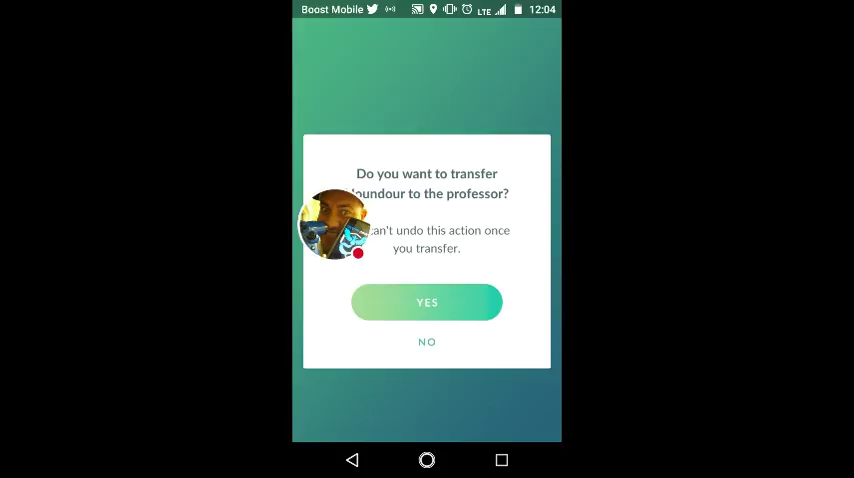 Boost Mobile LTE 12:04
Do you want to transfer
oundour to the professor?
can't undo this action once
you transfer.
YES
NO